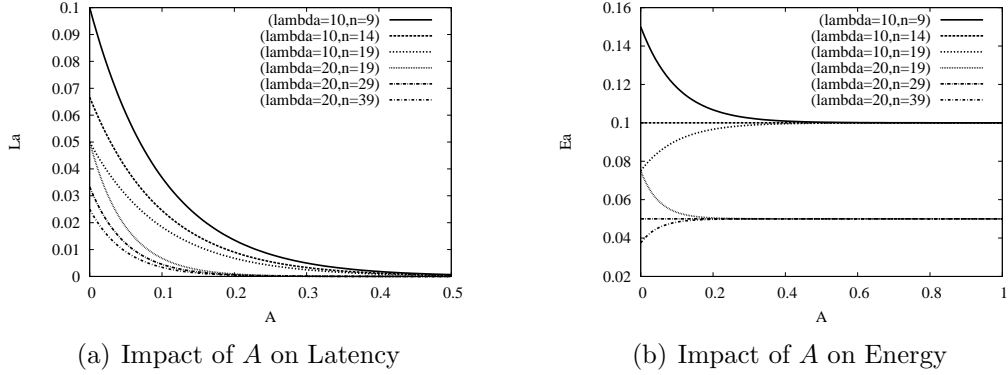 0.1
0.09
0.08
0.07
0.06
0.05
0.04
0.03
0.02
0.01
0
La
(lambda=10,n=9)
(lambda=10,n=14)
(lambda=10,n=19)
(lambda=20,n=19)
(lambda=20,n=29)
(lambda=20,n=39)
0 0.1 0.2 0.3 0.4 0.5
A
(a) Impact of A on Latency
0.16
0.14
0.12
0.1
0.08
0.06
0.04
0.02
Ea
(lambda=10,n=9)
(lambda=10,n=14)
(lambda=10,n=19)
(lambda=20,n=19)
(lambda=20,n=29)
(lambda=20,n=39)
0 0.2 0.4 0.6 0.8 1
A
(b) Impact of A on Energy